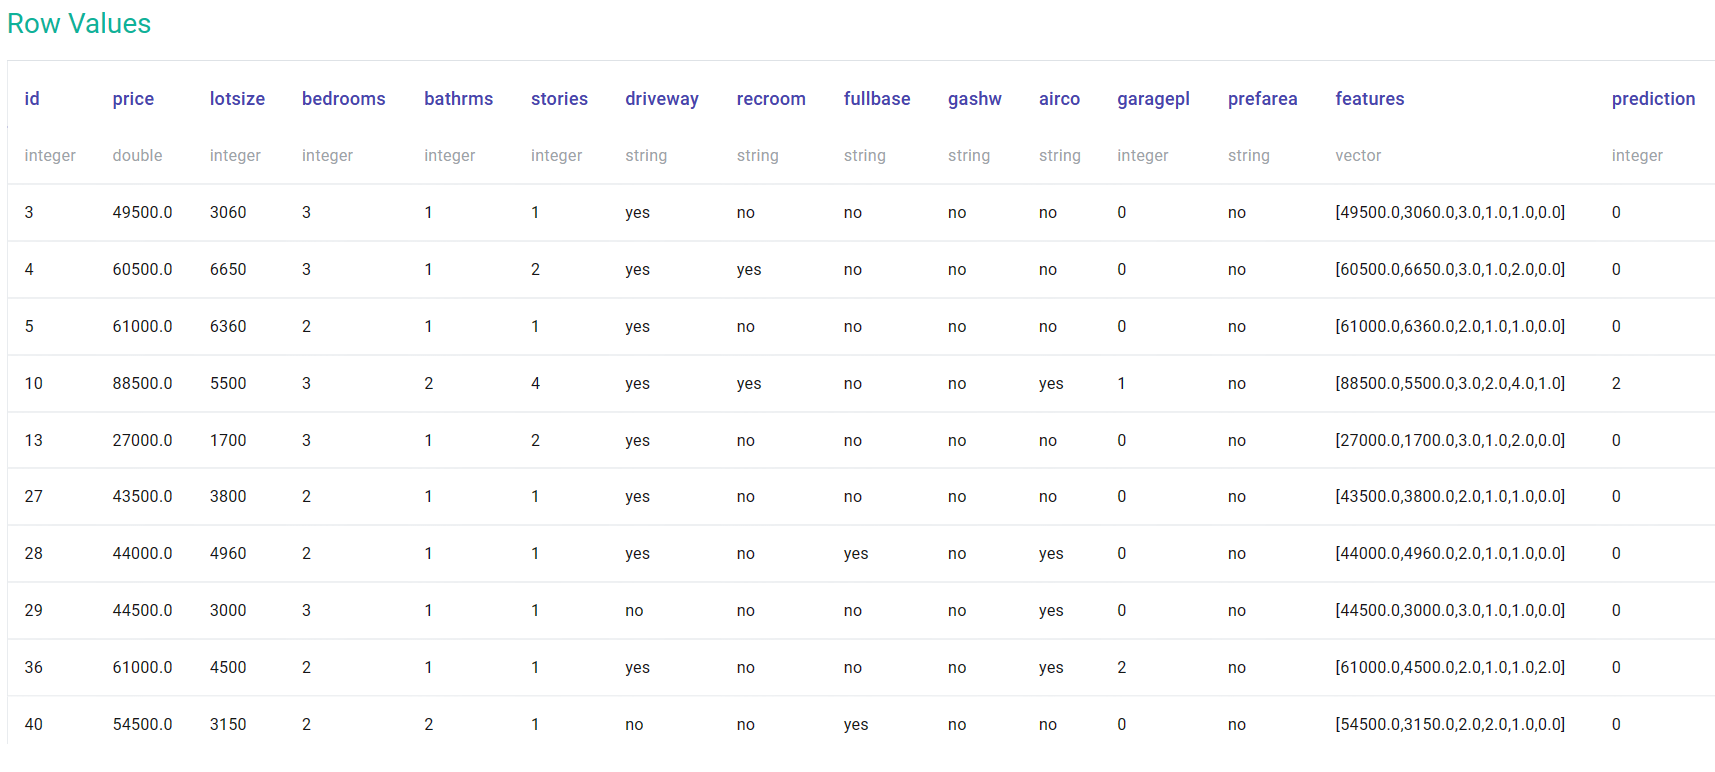 Row Values
id price lotsize bedrooms bathrms stories driveway recroom fullbase gashw airco garagepl prefarea features prediction
integer double integer integer integer integer string string string string string integer string vector integer
3 49500.0 3060 3 1 1 yes no no no no 0 no [49500.0,3060.0,3.0,1.0,1.0,0.0] 0
4 60500.0 6650 3 1 2 yes yes no no no 0 no [60500.0,6650.0,3.0,1.0,2.0,0.0] 0
5 61000.0 6360 2 1 1 yes no no no no 0 no [61000.0,6360.0,2.0,1.0,1.0,0.0] 0
10 88500.0 5500 3 2 4 yes yes no no yes 1 no [88500.0,5500.0,3.0,2.0,4.0,1.0] 2
13 27000.0 1700 3 1 2 yes no no no no 0 no [27000.0,1700.0,3.0,1.0,2.0,0.0] 0
27 43500.0 3800 2 1 1 yes no no no no 0 no [43500.0,3800.0,2.0,1.0,1.0,0.0] 0
28 44000.0 4960 2 1 1 yes no yes no yes 0 no [44000.0,4960.0,2.0,1.0,1.0,0.0] 0
29 44500.0 3000 3 1 1 no no no no yes 0 no [44500.0,3000.0,3.0,1.0,1.0,0.0] 0
36 61000.0 4500 2 1 1 yes no no no yes 2 no [61000.0,4500.0,2.0,1.0,1.0,2.0] 0
40 54500.0 3150 2 2 1 no no yes no no 0 no [54500.0,3150.0,2.0,2.0,1.0,0.0] 0